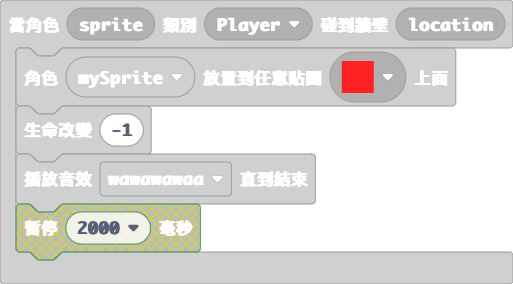 當角色 sprite 類別 Player 碰到牆壁 location
角色 mySprite 放置到任意貼圖 上面
生命改變 -1
播放音效 wawawawaa 直到結束
暫停 2000 毫秒